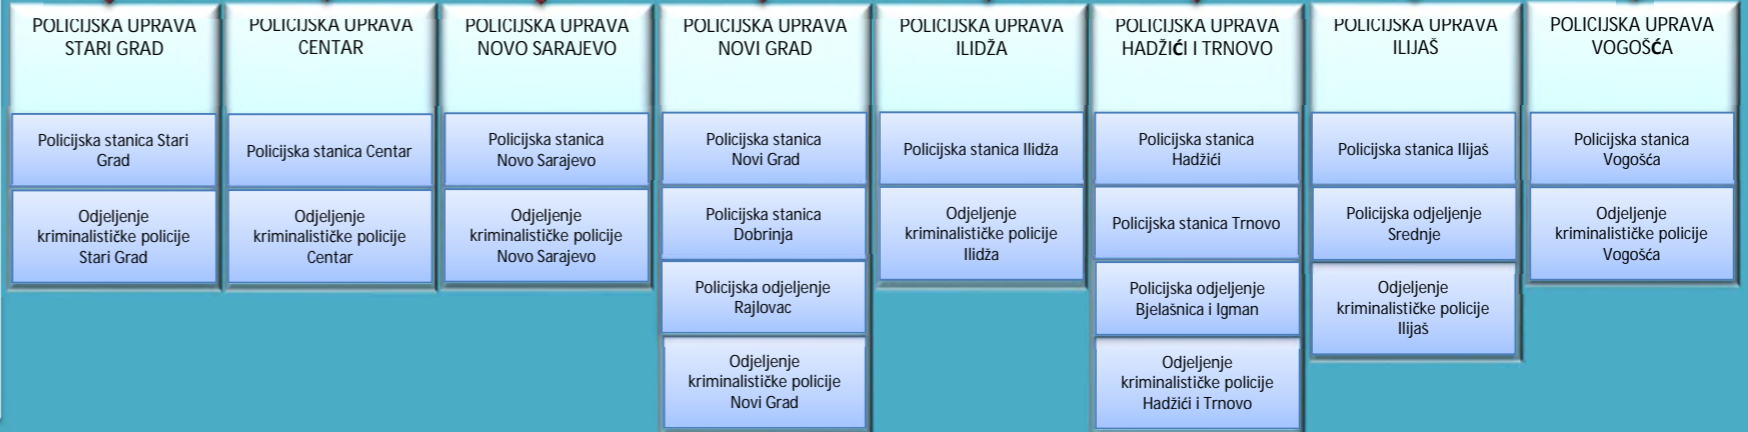 POLICIJSKA UPRAVA
STARI GRAD
Policijska stanica Stari
Grad
Odjeljenje
kriminalističke policije
Stari Grad
POLICIJSKA UPRAVA
CENTAR
Policijska stanica Centar
Odjeljenje
kriminalističke policije
Centar
POLICIJSKA UPRAVA
NOVO SARAJEVO
Policijska stanica
Novo Sarajevo
Odjeljenje
kriminalističke policije
Novo Sarajevo
POLICIJSKA UPRAVA
NOVI GRAD
Policijska stanica
Novi Grad
Policijska stanica
Dobrinja
Policijska odjeljenje
Rajlovac
Odjeljenje
kriminalističke policije
Novi Grad
POLICIJSKA UPRAVA
ILIDŽA
Policijska stanica Ilidža
Odjeljenje
kriminalističke policije
Ilidža
POLICIJSKA UPRAVA
HADŽIĆI I TRNOVO
Policijska stanica
Hadžići
Policijska stanica Trnovo
Policijska odjeljenje
Bjelašnica i Igman
Odjeljenje
kriminalističke policije
Hadžići i Trnovo
POLICIJSKA UPRAVA
ILIJAŠ
Policijska stanica Ilijaš
Policijska odjeljenje
Srednje
Odjeljenje
kriminalističke policije
Ilijaš
POLICIJSKA UPRAVA
VOGOŠĆA
Policijska stanica
Vogošća
Odjeljenje
kriminalističke policije
Vogošća